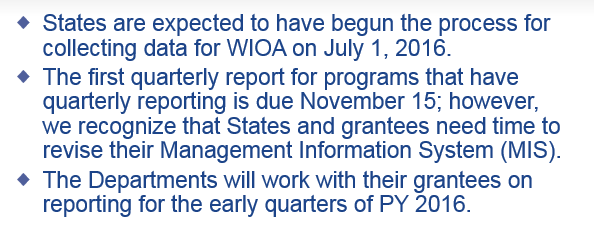 States are expected to have begun the process for
collecting data for WIOA on July 1, 2016.
The first quarterly report for programs that have
quarterly reporting is due November 15; however,
we recognize that States and grantees need time to
revise their Management Information System (MIS).
The Departments will work with their grantees on
reporting for the early quarters of PY 2016.